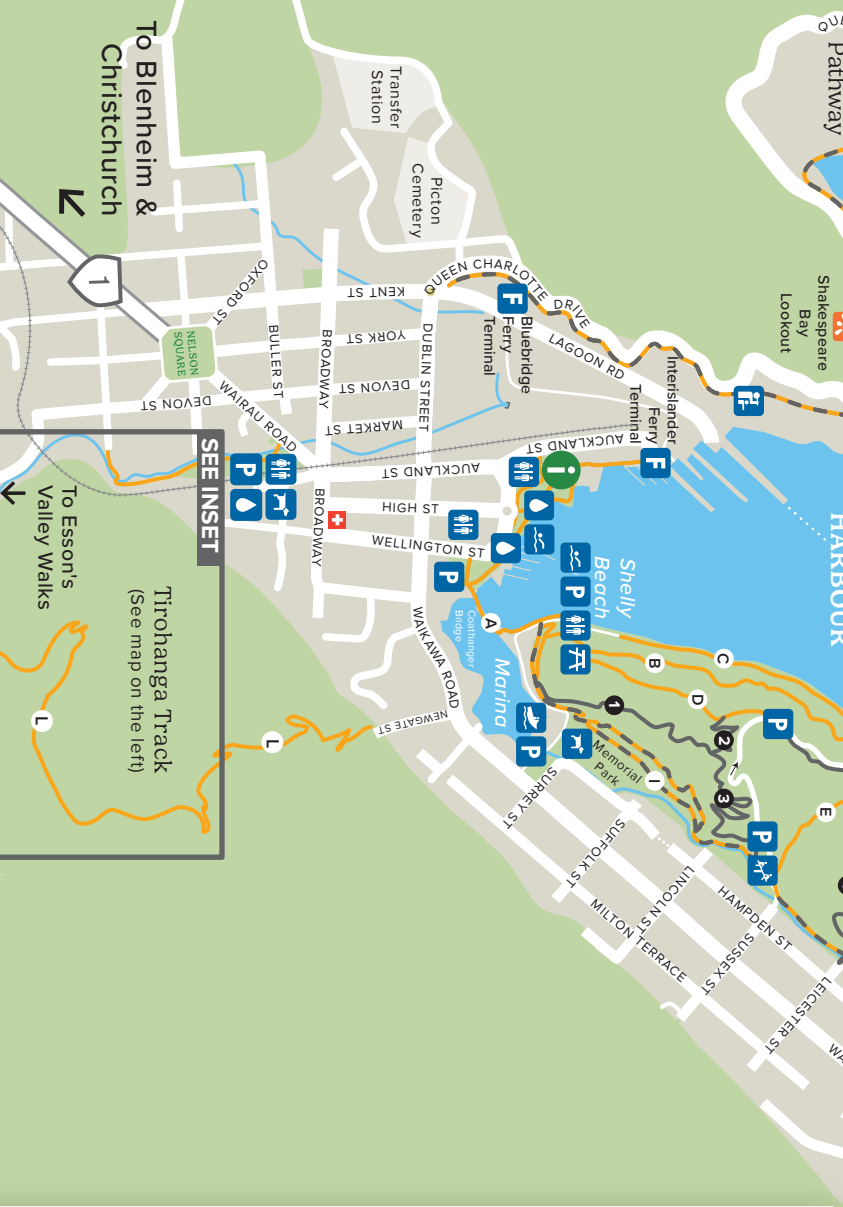 QUE
Pathway
To Blenheim &
Christchurch
1
Transfer
Station
Picton
Cemetery
Shakespeare
Bay
Lookout
QUEEN CHARLOTTE DRIVE
F
Bluebridge
Ferry
Terminal
LAGOON RD
Interislander
Ferry
Terminal
F
HARBOUR
OXFORD ST
KENT ST
YORK ST
DEVON ST
MARKET ST
AUCKLAND ST
AUCKLAND ST
NELSON
SQUARE
BULLER ST
BROADWAY
DUBLIN STREET
DEVON ST
WAIRAU ROAD
HIGH ST
WELLINGTON ST
BROADWAY
i
P
P
P
Shelly
Beach
A
Coathanger
Bridge
Marina
C
B
D
1
2
3
P
P
E
I
Memorial
Park
P
WAIKAWA ROAD
NEWGATE ST
SURREY ST
SUFFOLK ST
LINCOLN ST
HAMPDEN ST
MILTON TERRACE
SUSSEX ST
LEICESTER ST
WA
SEE INSET
To Esson's
Valley Walks
Tirohanga Track
(See map on the left)
L
L